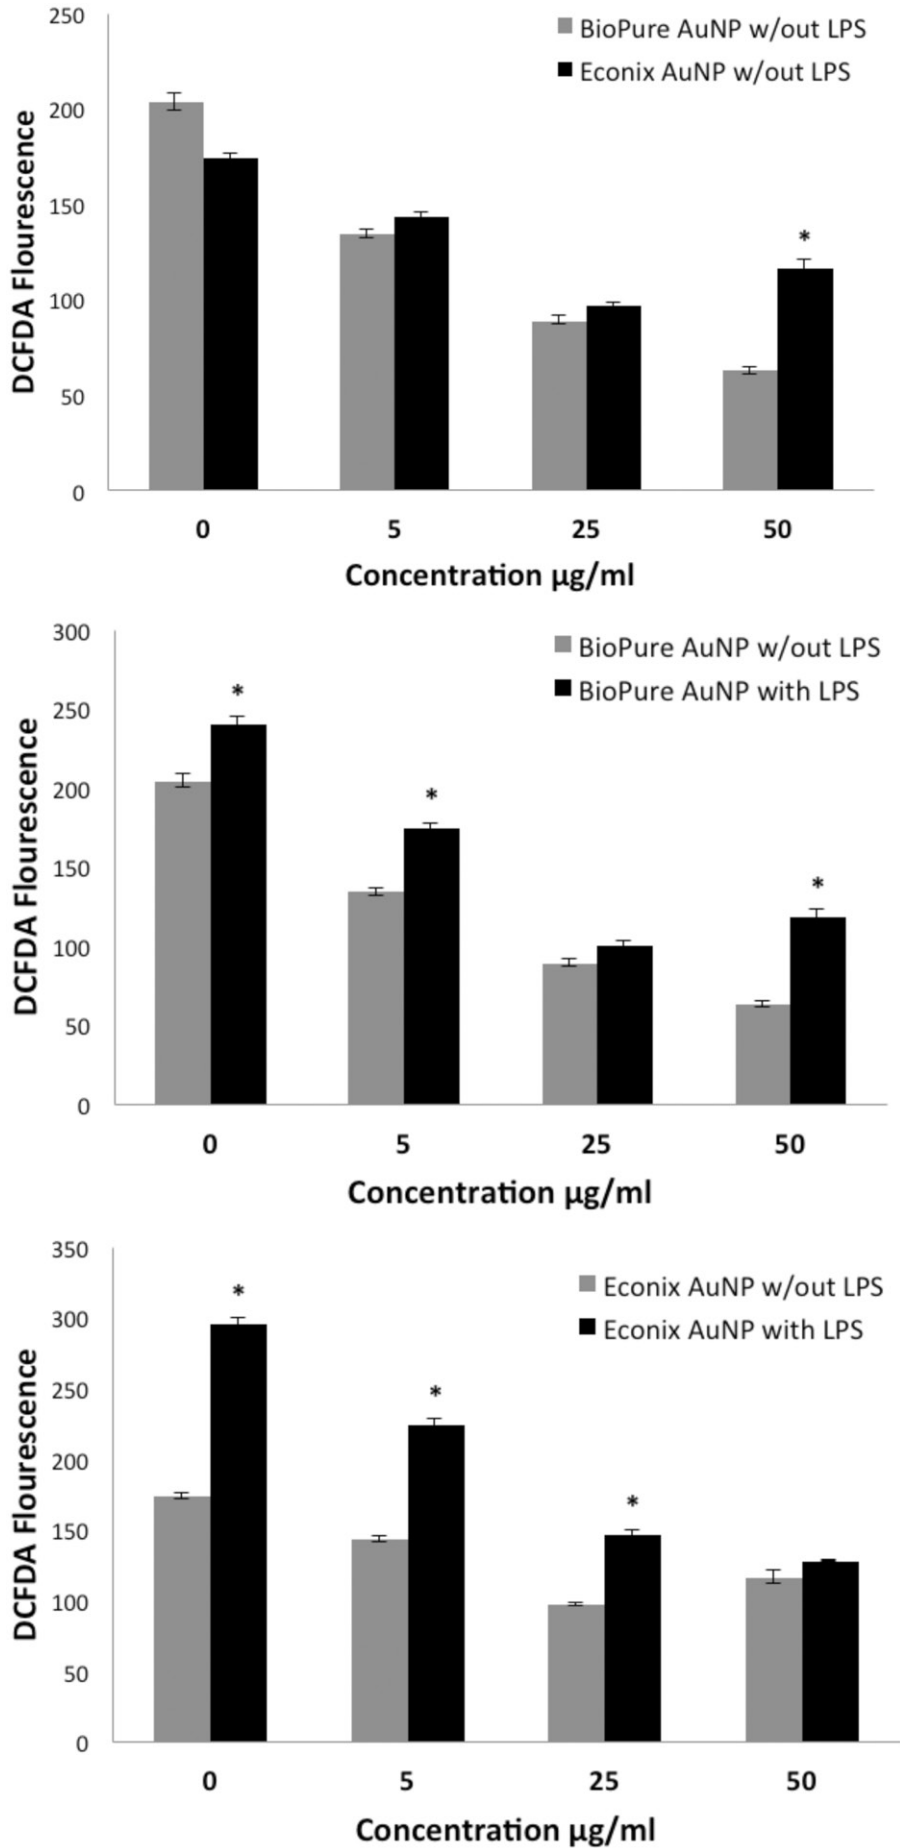 250
200
150
100
50
0
DCFDA Flourescence
BioPure AuNP w/out LPS
Econix AuNP w/out LPS
*
0 5 25 50
Concentration µg/ml
300
250
200
150
100
50
0
DCFDA Flourescence
BioPure AuNP w/out LPS
BioPure AuNP with LPS
* * *
0 5 25 50
Concentration µg/ml
350
300
250
200
150
100
50
0
DCFDA Flourescence
Econix AuNP w/out LPS
Econix AuNP with LPS
* * *
0 5 25 50
Concentration µg/ml